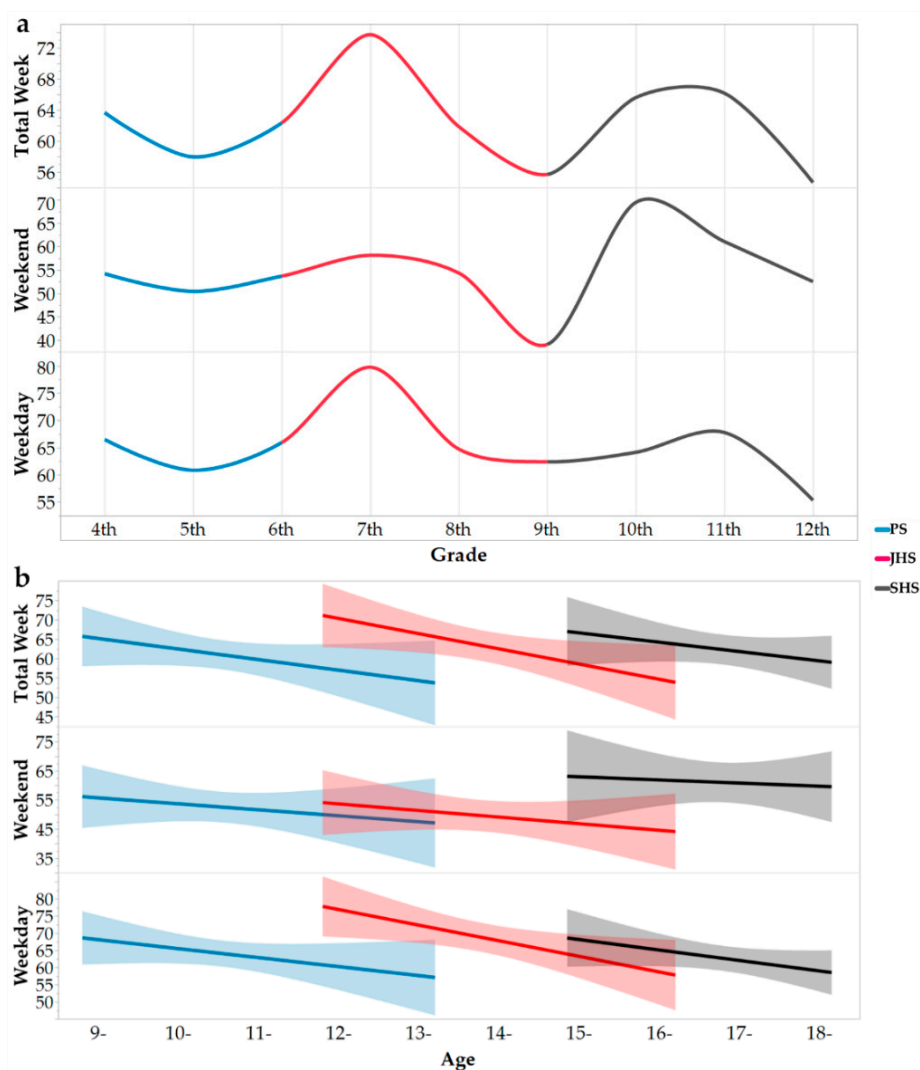 a
Total Week
72
68
64
60
56
Weekend
70
65
60
55
50
45
40
Weekday
80
75
70
65
60
55
4th 5th 6th 7th 8th 9th 10th 11th 12th
Grade
PS
JHS
SHS
b
Total Week
75
70
65
60
55
50
45
Weekend
75
65
55
45
35
Weekday
80
75
70
65
60
55
50
9- 10- 11- 12- 13- 14- 15- 16- 17- 18-
Age